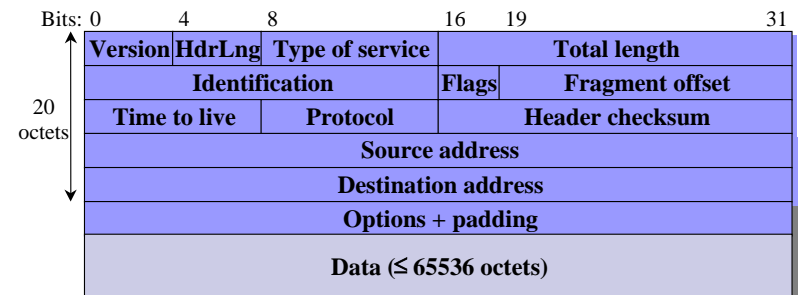 Bits: 0 4 8 16 19 31
Version HdrLng Type of service Total length
Identification Flags Fragment offset
20
octets
Time to live Protocol Header checksum
Source address
Destination address
Options + padding
Data (≤ 65536 octets)